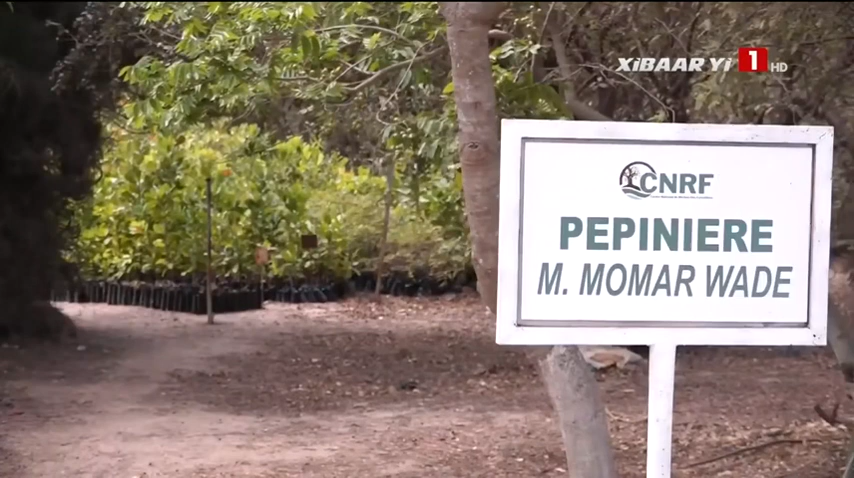 XiBAAR Yi 1 HD
CNRF
PEPINIERE
M. MOMAR WADE